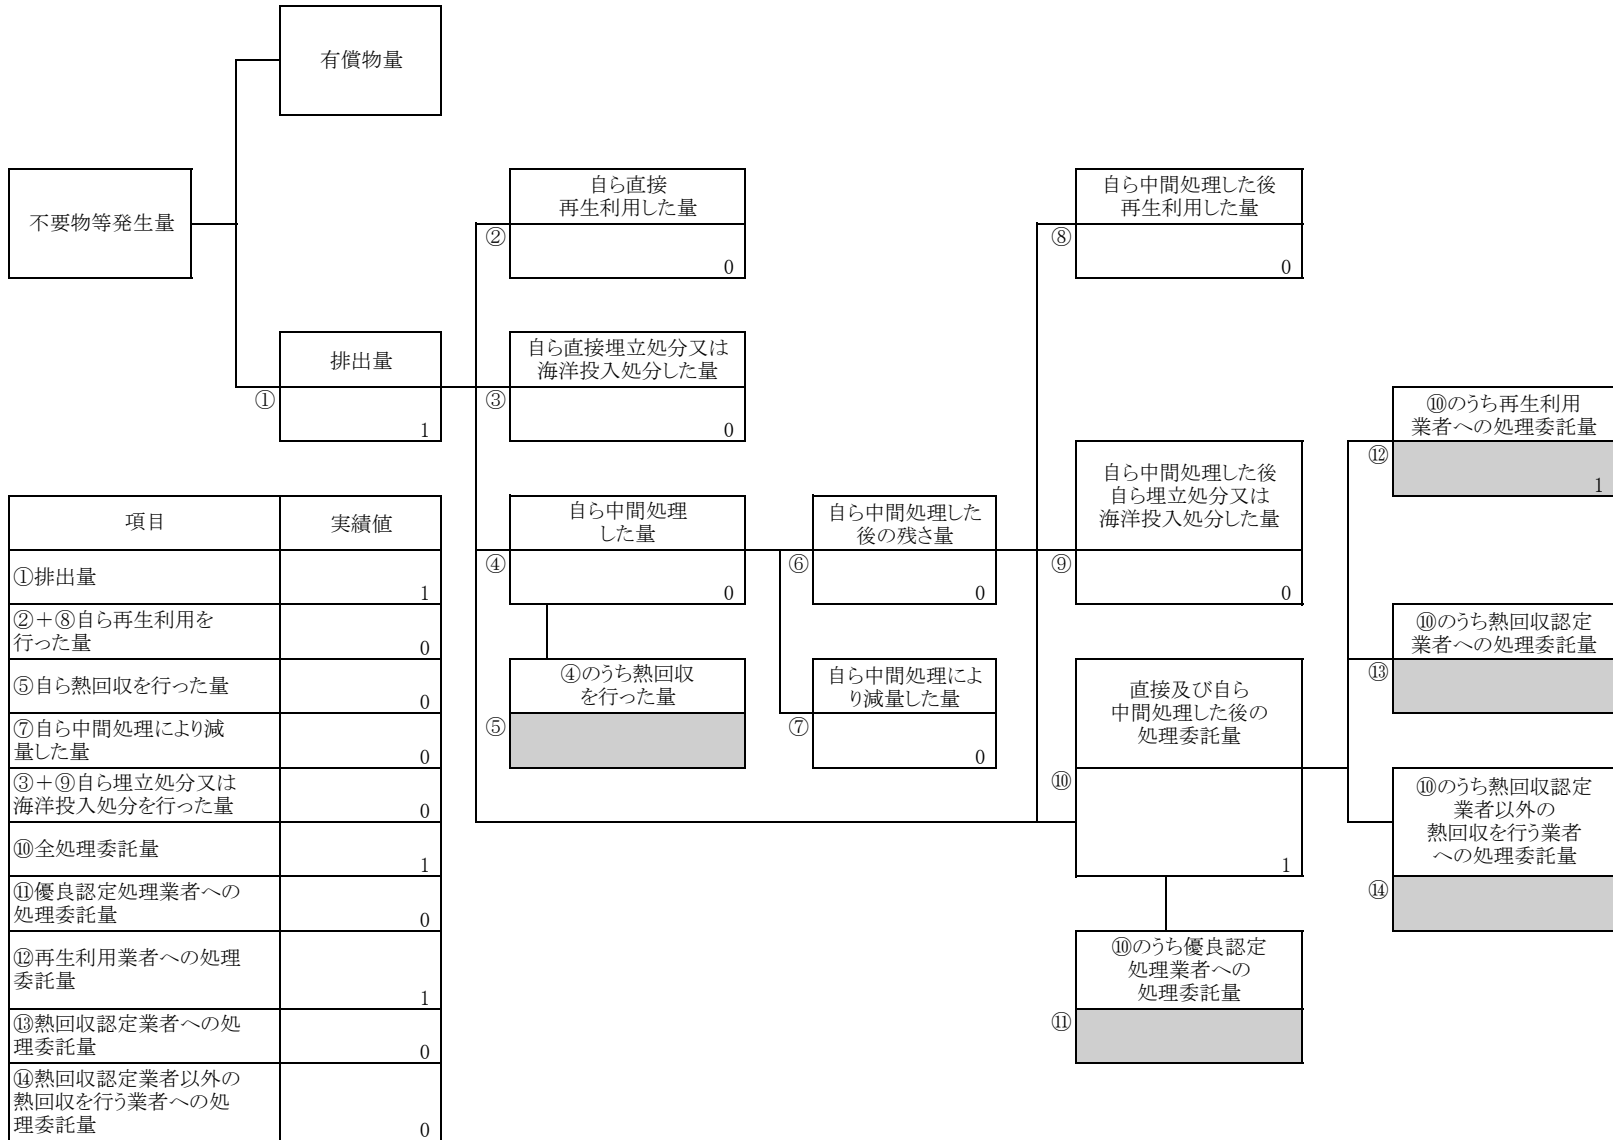 有償物量
不要物等発生量
自ら直接
再生利用した量
②
0
自ら中間処理した後
再生利用した量
⑧
0
排出量
①
1
自ら直接埋立処分又は
海洋投入処分した量
③
0
⑩のうち再生利用
業者への処理委託量
⑫
1
自ら中間処理
した量
④
0
自ら中間処理した
後の残さ量
⑥
0
自ら中間処理した後
自ら埋立処分又は
海洋投入処分した量
⑨
0
⑩のうち熱回収認定
業者への処理委託量
⑬
④のうち熱回収
を行った量
⑤
自ら中間処理によ
り減量した量
⑦
0
直接及び自ら
中間処理した後の
処理委託量
⑩
1
⑩のうち熱回収認定
業者以外の
熱回収を行う業者
への処理委託量
⑭
⑩のうち優良認定
処理業者への
処理委託量
⑪
項目
実績値
①排出量
1
②+⑧自ら再生利用を
行った量
0
⑤自ら熱回収を行った量
0
⑦自ら中間処理により減
量した量
0
③+⑨自ら埋立処分又は
海洋投入処分を行った量
0
⑩全処理委託量
1
⑪優良認定処理業者への
処理委託量
0
⑫再生利用業者への処理
委託量
1
⑬熱回収認定業者への処
理委託量
0
⑭熱回収認定業者以外の
熱回収を行う業者への処
理委託量
0